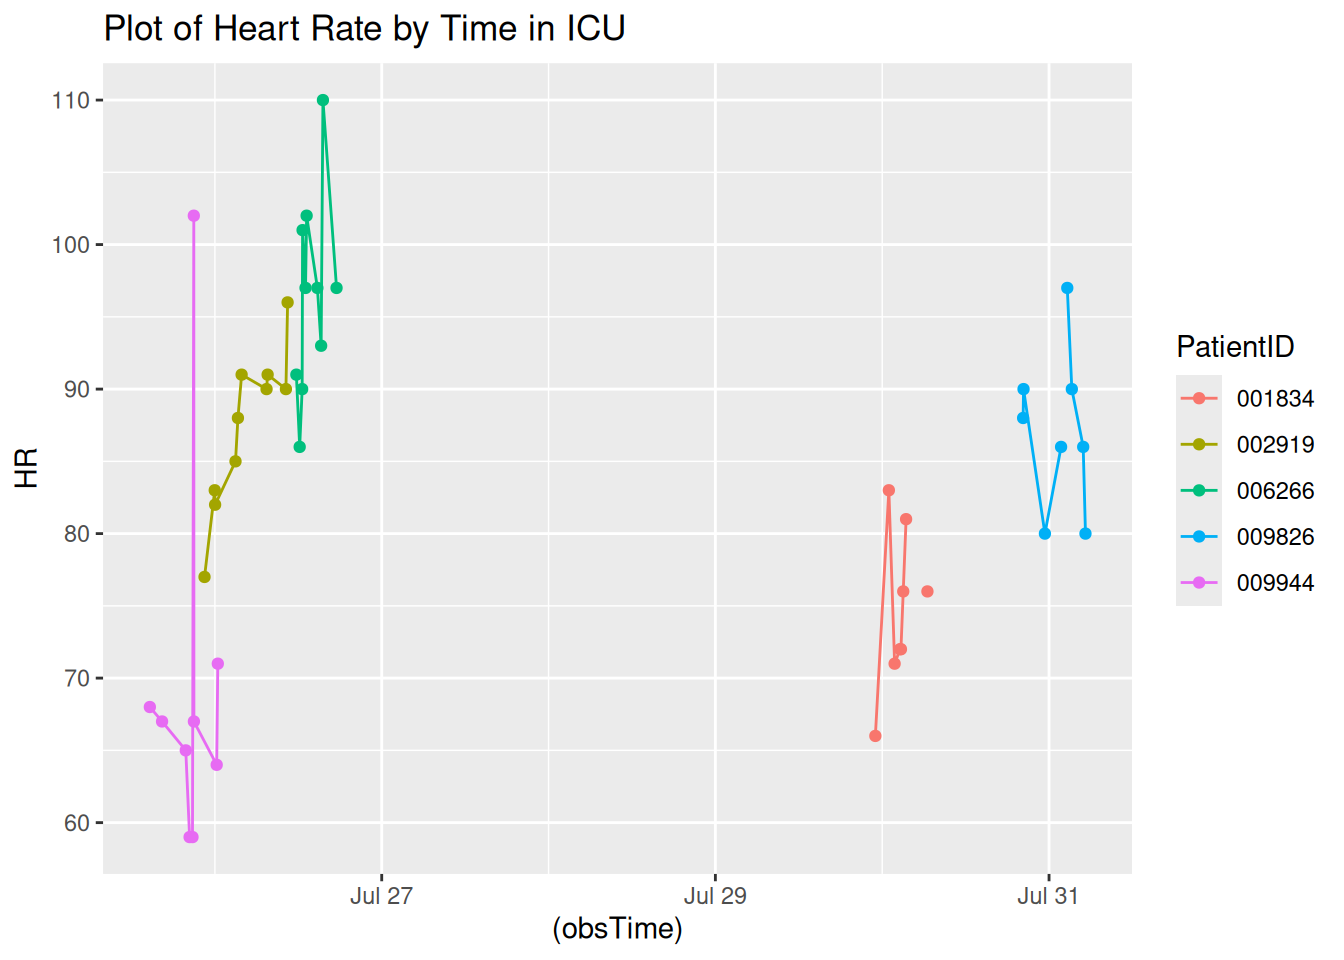 Plot of Heart Rate by Time in ICU
110
100
90
80
70
60
HR
Jul 27
Jul 29
Jul 31
(obsTime)
PatientID
001834
002919
006266
009826
009944